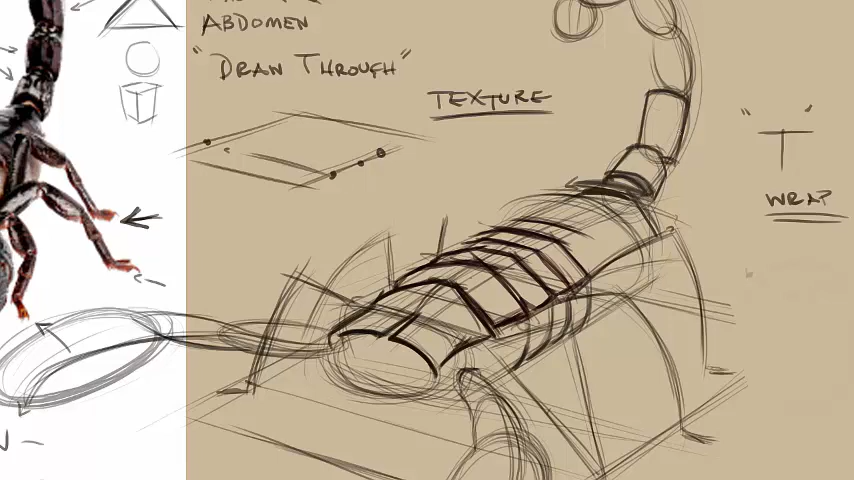 ABDOMEN
"DRAW THROUGH"
TEXTURE
"T"
WRAP